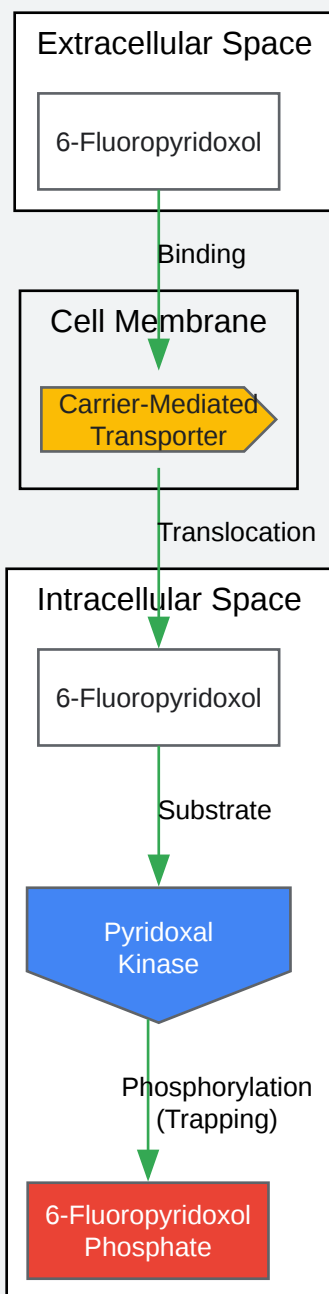 Extracellular Space
6-Fluoropyridoxol
Binding
Cell Membrane
Carrier-Mediated
Transporter
Translocation
Intracellular Space
6-Fluoropyridoxol
Substrate
Pyridoxal
Kinase
Phosphorylation
(Trapping)
6-Fluoropyridoxol
Phosphate